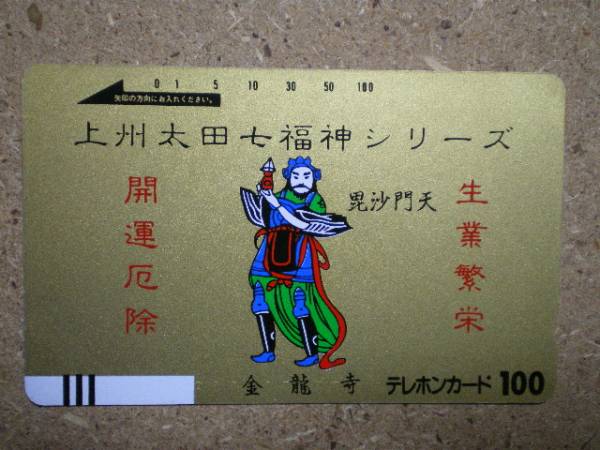 0 1 5 10 30 50 100
矢印の方向にお入れください。
上州太田七福神シリーズ
開運厄除
毘沙門天
生業繁栄
金龍寺
テレホンカード 100